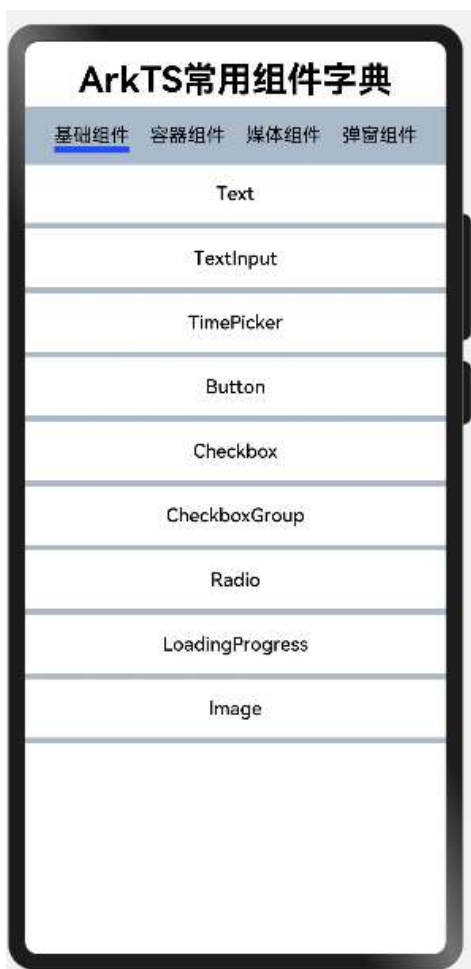 ArkTS常用组件字典
基础组件 容器组件 媒体组件 弹窗组件
Text
TextInput
TimePicker
Button
Checkbox
CheckboxGroup
Radio
LoadingProgress
Image